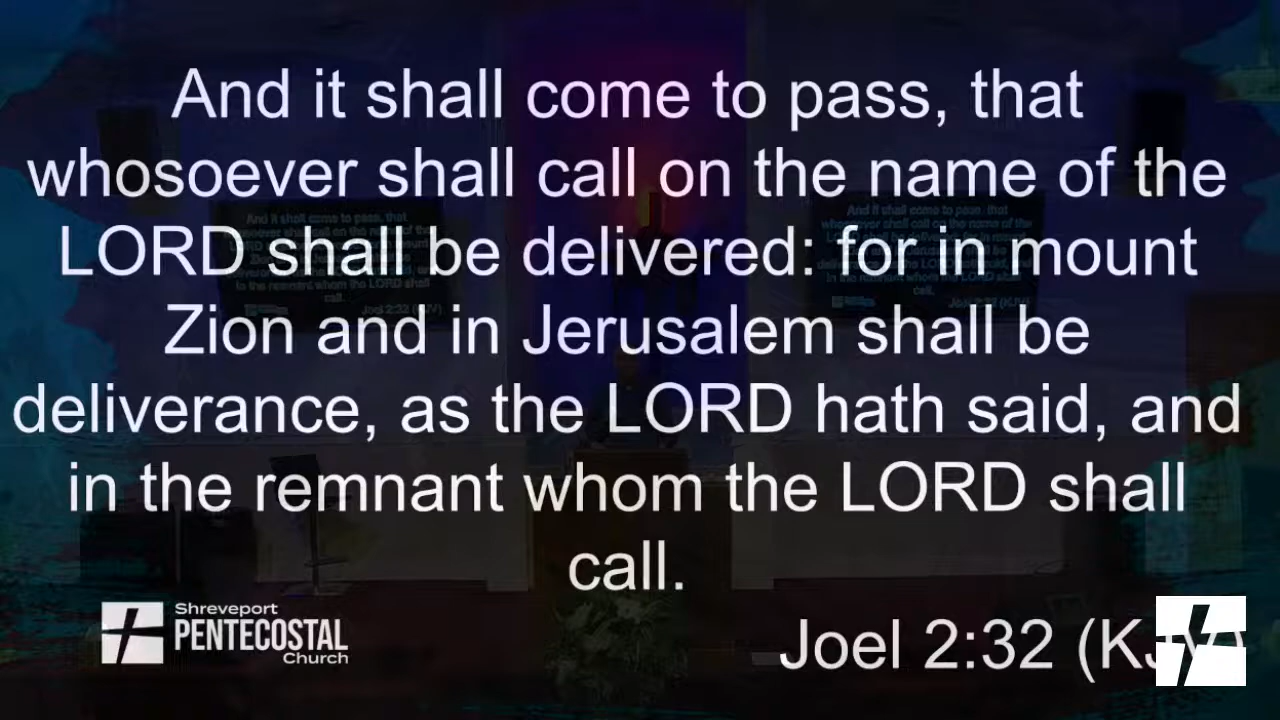 And it shall come to pass, that
whosoever shall call on the name of the
LORD shall be delivered: for in mount
Zion and in Jerusalem shall be
deliverance, as the LORD hath said, and
in the remnant whom the LORD shall
call.
Shreveport
PENTECOSTAL
Church
Joel 2:32 (KJV)